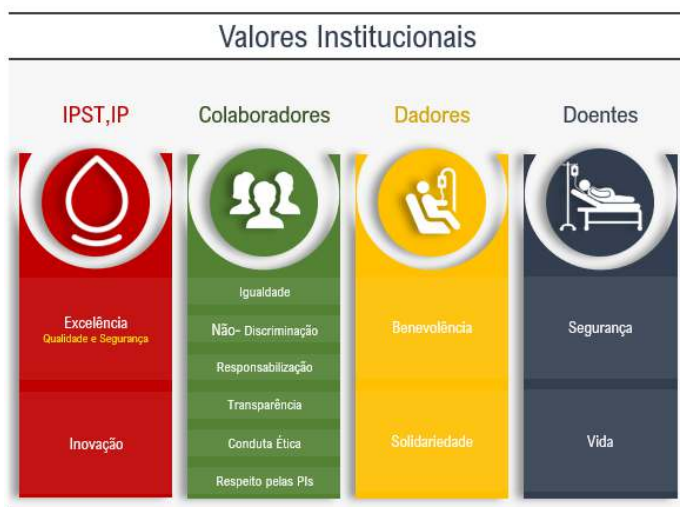 Valores Institucionais
IPST,IP
Excelência
Qualidade e Segurança
Inovação
Colaboradores
Igualdade
Não- Discriminação
Responsabilização
Transparência
Conduta Ética
Respeito pelas PIs
Dadores
Benevolência
Solidariedade
Doentes
Segurança
Vida